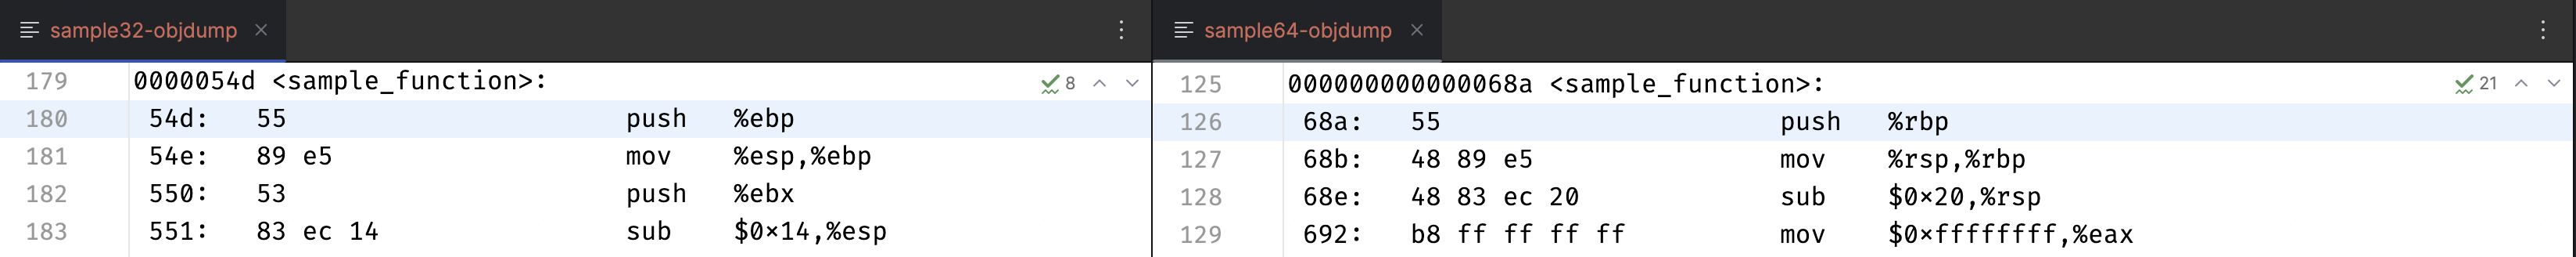 sample32-objdump
179 0000054d <sample_function>: 8
180 54d: 55 push %ebp
181 54e: 89 e5 mov %esp,%ebp
182 550: 53 push %ebx
183 551: 83 ec 14 sub $0x14,%esp
sample64-objdump
125 000000000000068a <sample_function>: 21
126 68a: 55 push %rbp
127 68b: 48 89 e5 mov %rsp,%rbp
128 68e: 48 83 ec 20 sub $0x20,%rsp
129 692: b8 ff ff ff ff mov $0xffffffff,%eax